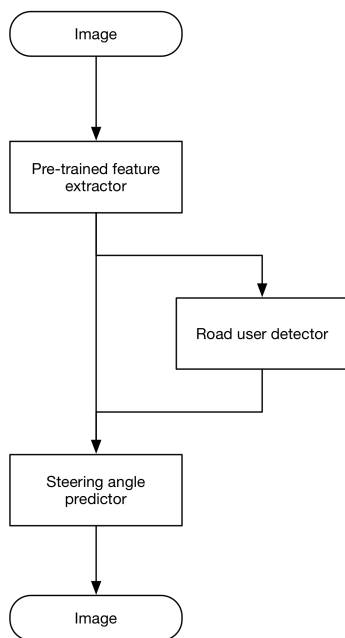 Image
Pre-trained feature
extractor
Road user detector
Steering angle
predictor
Image